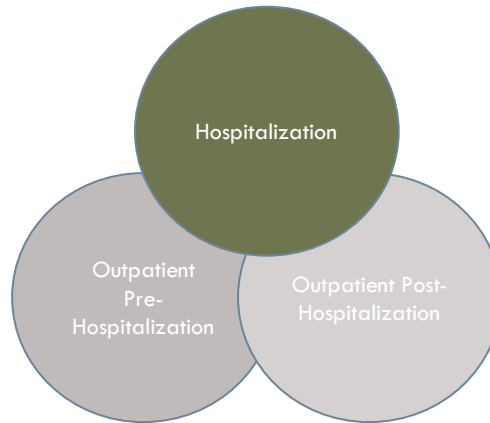 Hospitalization
Outpatient
Pre-
Hospitalization
Outpatient Post-
Hospitalization